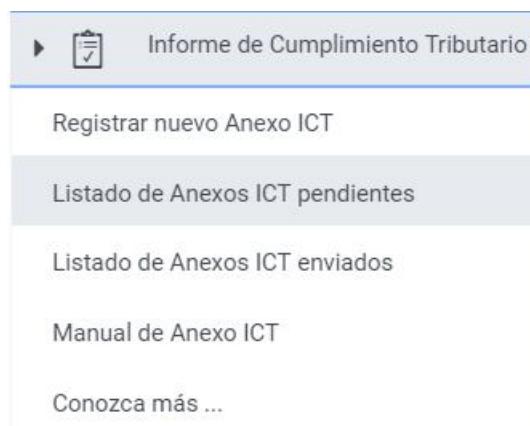 Informe de Cumplimiento Tributario
Registrar nuevo Anexo ICT
Listado de Anexos ICT pendientes
Listado de Anexos ICT enviados
Manual de Anexo ICT
Conozca más ...